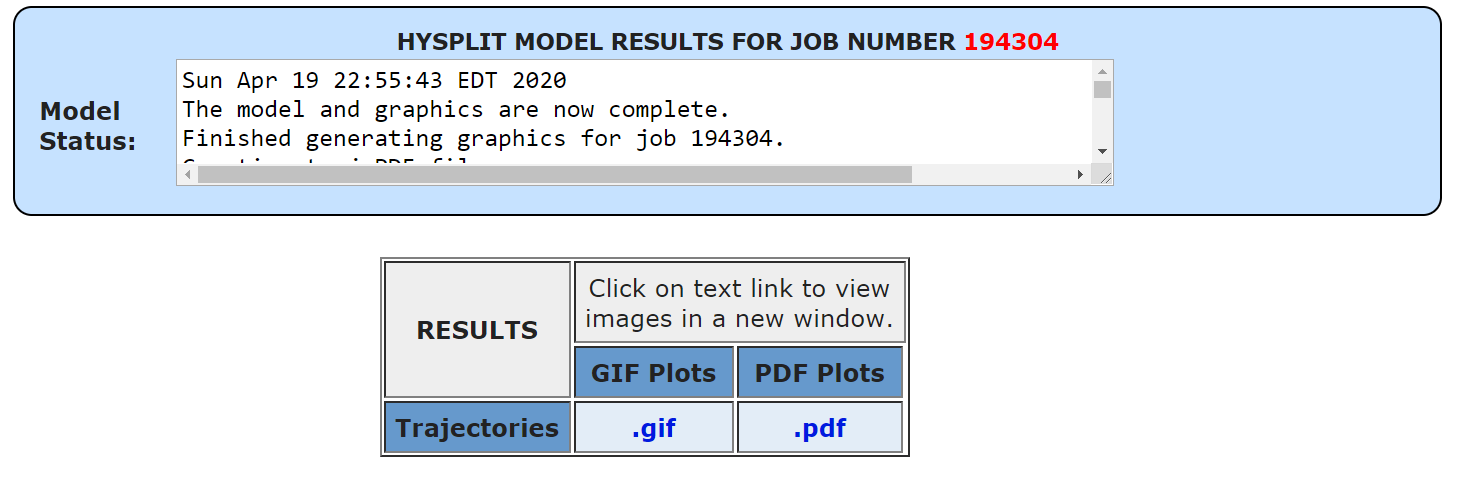 HYSPLIT MODEL RESULTS FOR JOB NUMBER 194304
Model
Status:
Sun Apr 19 22:55:43 EDT 2020
The model and graphics are now complete.
Finished generating graphics for job 194304.
RESULTS
Click on text link to view
images in a new window.
GIF Plots
PDF Plots
Trajectories
.gif
.pdf